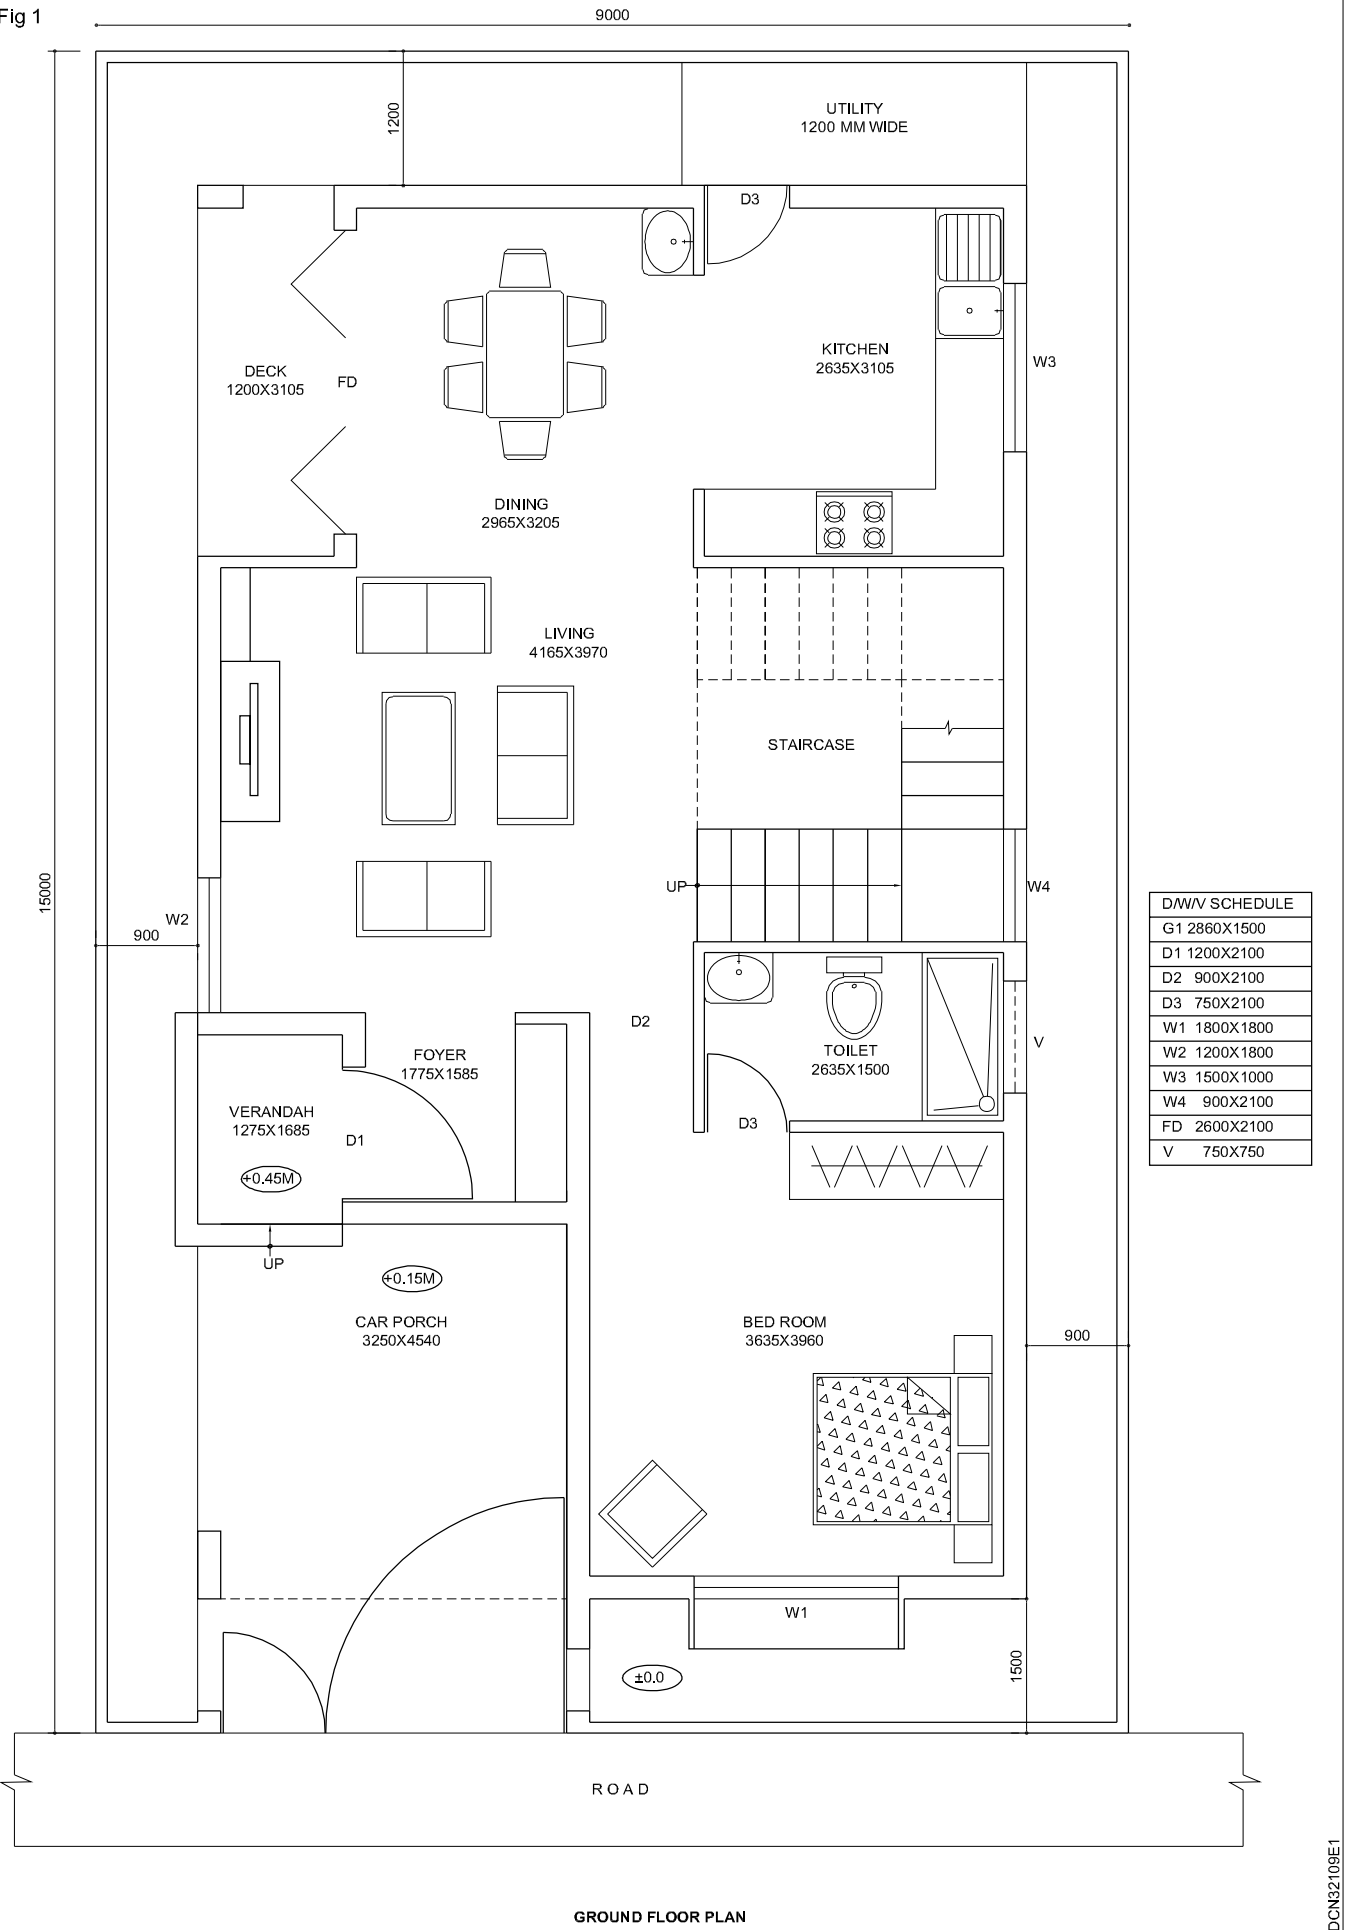 Fig 1
9000
1200
UTILITY
1200 MM WIDE
D3
KITCHEN
2635X3105
W3
DECK
1200X3105
FD
DINING
2965X3205
LIVING
4165X3970
STAIRCASE
15000
UP
W4
W2
900
D/W/V SCHEDULE
G1 2860X1500
D1 1200X2100
D2 900X2100
D3 750X2100
W1 1800X1800
W2 1200X1800
W3 1500X1000
W4 900X2100
FD 2600X2100
V 750X750
D2
V
FOYER
1775X1585
TOILET
2635X1500
VERANDAH
1275X1685
D1
D3
+0.45M
UP
+0.15M
CAR PORCH
3250X4540
BED ROOM
3635X3960
900
W1
±0.0
1500
ROAD
GROUND FLOOR PLAN
DCN32109E1